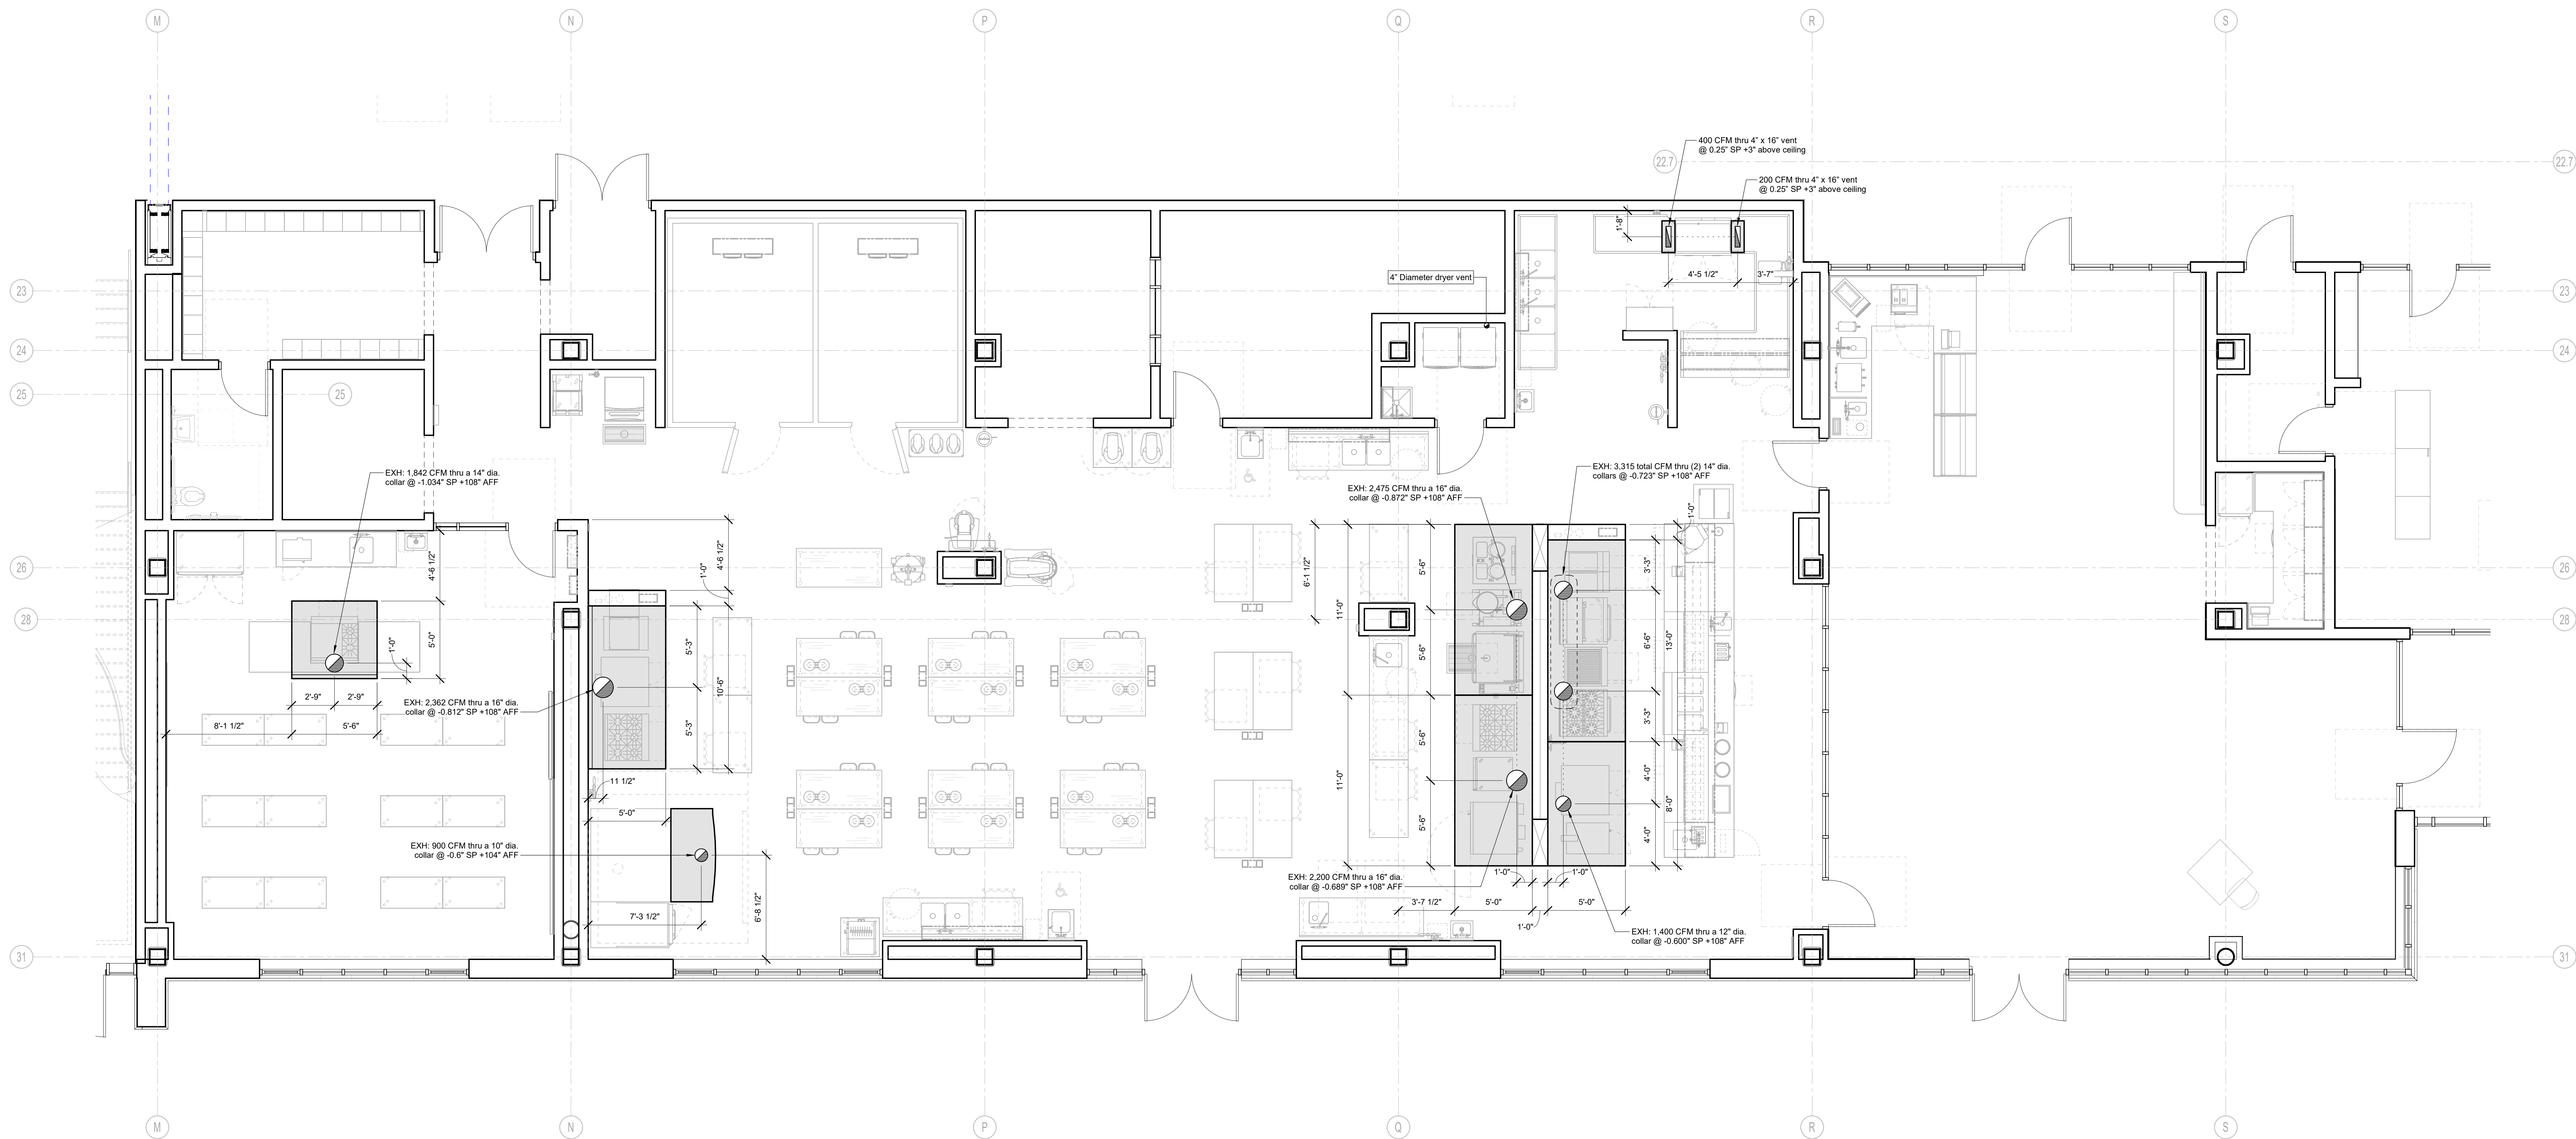 M
N
P
Q
R
S
400 CFM thru 4" x 16" vent
@ 0.25" SP +3" above ceiling
22.7
22.7
200 CFM thru 4" x 16" vent
@ 0.25" SP +3" above ceiling
1'-8"
4" Diameter dryer vent
4'-5 1/2"
3'-7"
23
23
24
24
25
25
EXH: 1,842 CFM thru a 14" dia.
collar @ -1.034" SP +108" AFF
EXH: 3,315 total CFM thru (2) 14" dia.
collars @ -0.723" SP +108" AFF
EXH: 2,475 CFM thru a 16" dia.
collar @ -0.872" SP +108" AFF
1'-0"
4'-6 1/2"
4'-6 1/2"
1'-0"
6'-1 1/2"
5'-6"
3'-3"
26
26
28
28
1'-0"
5'-0"
5'-3"
10'-6"
5'-3"
11'-0"
5'-6"
6'-6"
13'-0"
3'-3"
2'-9"
2'-9"
8'-1 1/2"
5'-6"
EXH: 2,362 CFM thru a 16" dia.
collar @ -0.812" SP +108" AFF
11 1/2"
5'-0"
11'-0"
5'-6"
5'-6"
4'-0"
8'-0"
4'-0"
EXH: 900 CFM thru a 10" dia.
collar @ -0.6" SP +104" AFF
EXH: 2,200 CFM thru a 16" dia.
collar @ -0.689" SP +108" AFF
1'-0"
1'-0"
7'-3 1/2"
6'-8 1/2"
3'-7 1/2"
5'-0"
5'-0"
1'-0"
EXH: 1,400 CFM thru a 12" dia.
collar @ -0.600" SP +108" AFF
31
31
M
N
P
Q
R
S